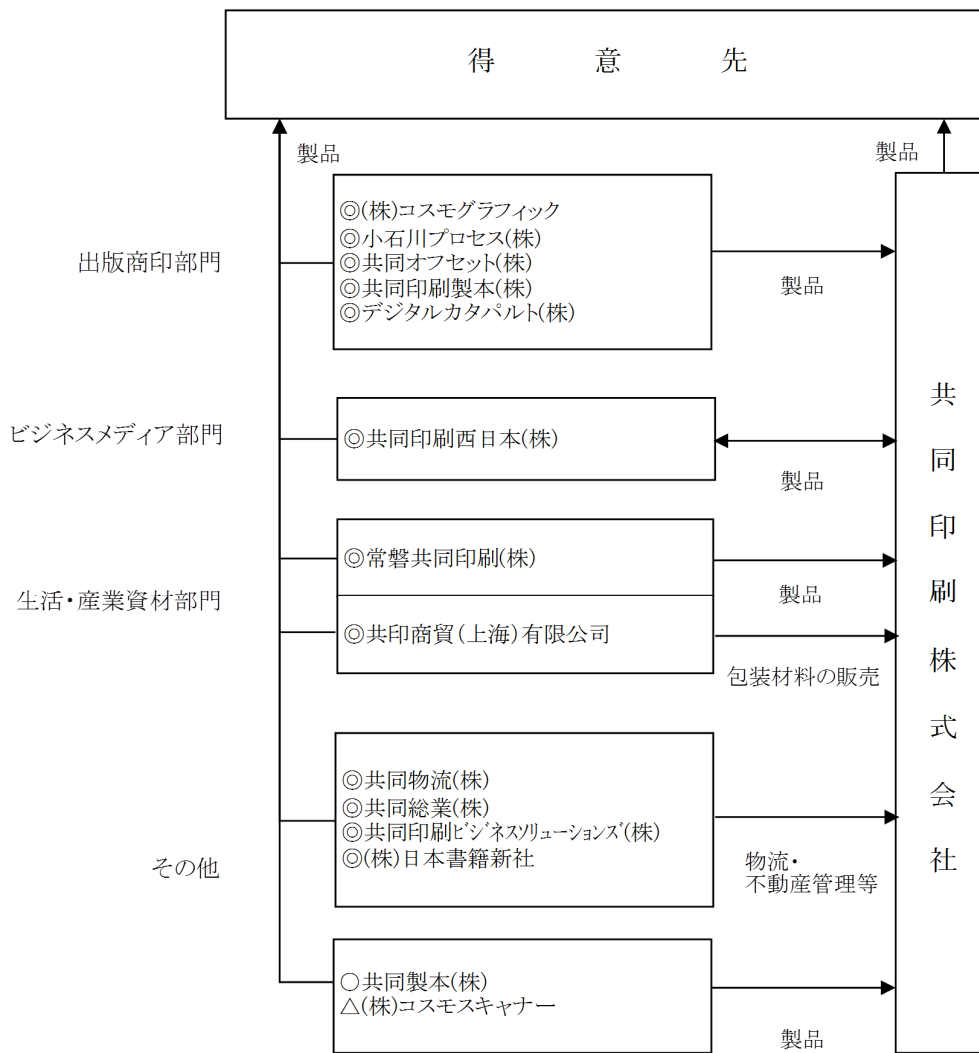 得意先
製品
製品
◎(株)コスモグラフィック
◎小石川プロセス(株)
◎共同オフセット(株)
◎共同印刷製本(株)
◎デジタルカタパルト(株)
出版商印部門
製品
ビジネスメディア部門
◎共同印刷西日本(株)
製品
◎常磐共同印刷(株)
生活・産業資材部門
製品
◎共印商貿(上海)有限公司
包装材料の販売
◎共同物流(株)
◎共同総業(株)
◎共同印刷ﾋﾞｼﾞﾈｽソリューションｽﾞ(株)
◎(株)日本書籍新社
その他
物流・
不動産管理等
○共同製本(株)
△(株)コスモスキャナー
製品
共同印刷株式会社